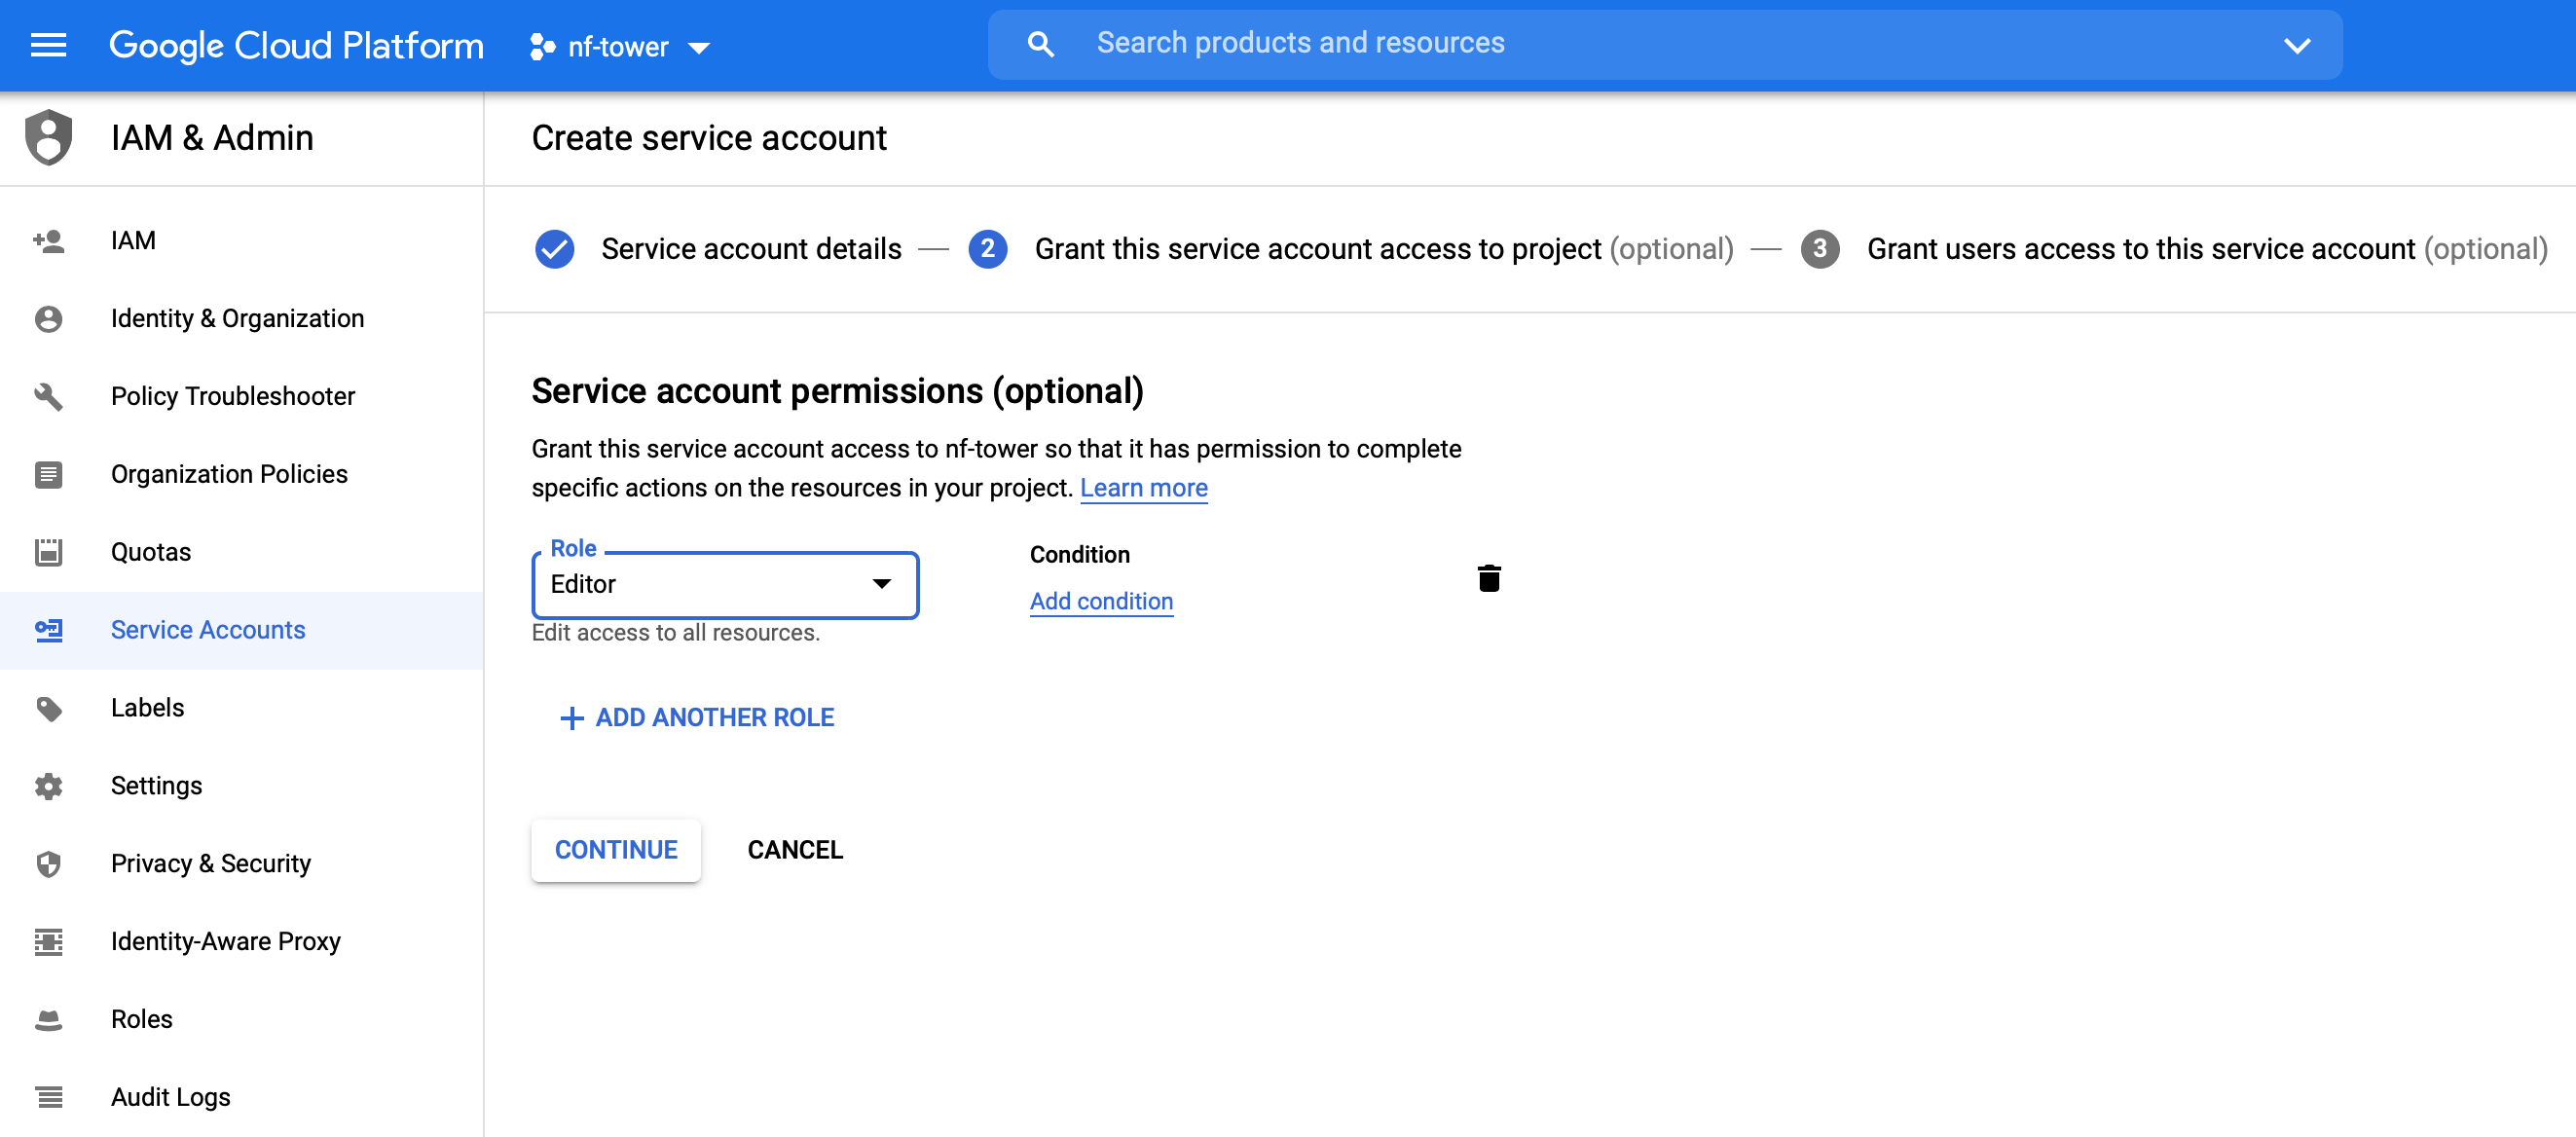 Google Cloud Platform
nf-tower
Search products and resources
IAM & Admin
Create service account
IAM
Identity & Organization
Policy Troubleshooter
Organization Policies
Quotas
Service Accounts
Labels
Settings
Privacy & Security
Identity-Aware Proxy
Roles
Audit Logs
Service account details — 2 Grant this service account access to project (optional) — 3 Grant users access to this service account (optional)
Service account permissions (optional)
Grant this service account access to nf-tower so that it has permission to complete
specific actions on the resources in your project. Learn more
Role
Editor
Edit access to all resources.
Condition
Add condition
ADD ANOTHER ROLE
CONTINUE
CANCEL